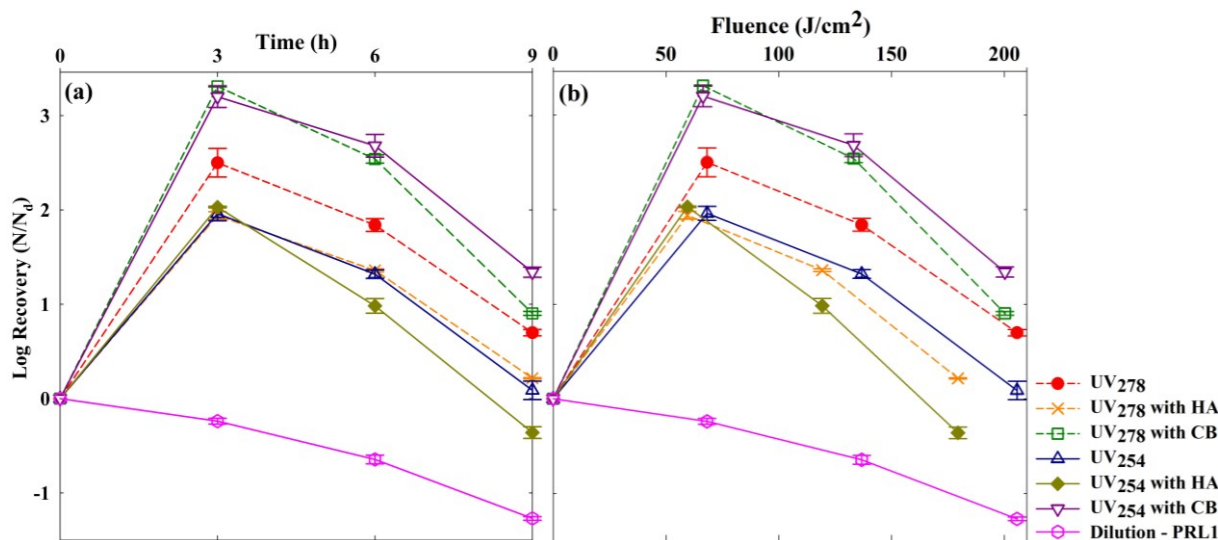 Time (h)
0 3 6 9
Fluence (J/cm²)
0 50 100 150 200
(a)
(b)
Log Recovery (N/N_d)
3
2
1
0
-1
UV₂₇₈
UV₂₇₈ with HA
UV₂₇₈ with CB
UV₂₅₄
UV₂₅₄ with HA
UV₂₅₄ with CB
Dilution - PRL1